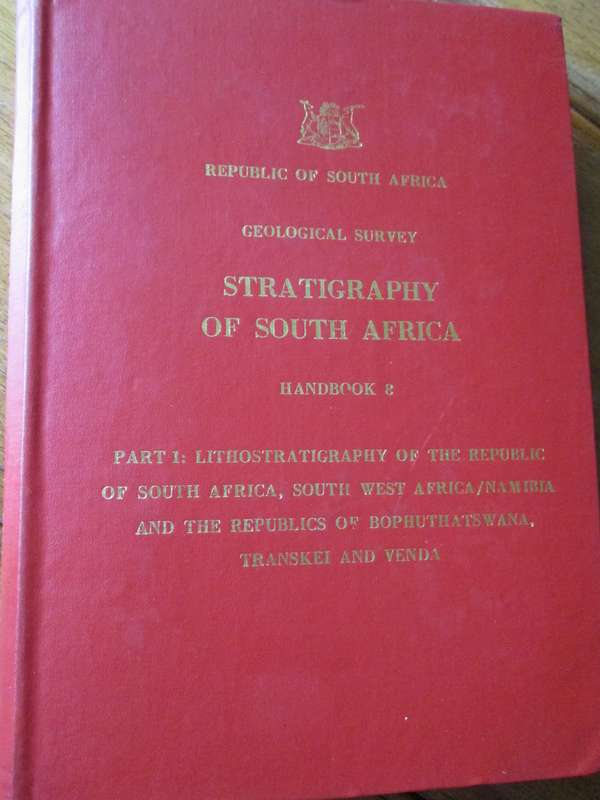 REPUBLIC OF SOUTH AFRICA
GEOLOGICAL SURVEY
STRATIGRAPHY
OF SOUTH AFRICA
HANDBOOK 8
PART 1: LITHOSTRATIGRAPHY OF THE REPUBLIC
OF SOUTH AFRICA, SOUTH WEST AFRICA/NAMIBIA
AND THE REPUBLICS OF BOPHUTHATSWANA,
TRANSKEI AND VENDA